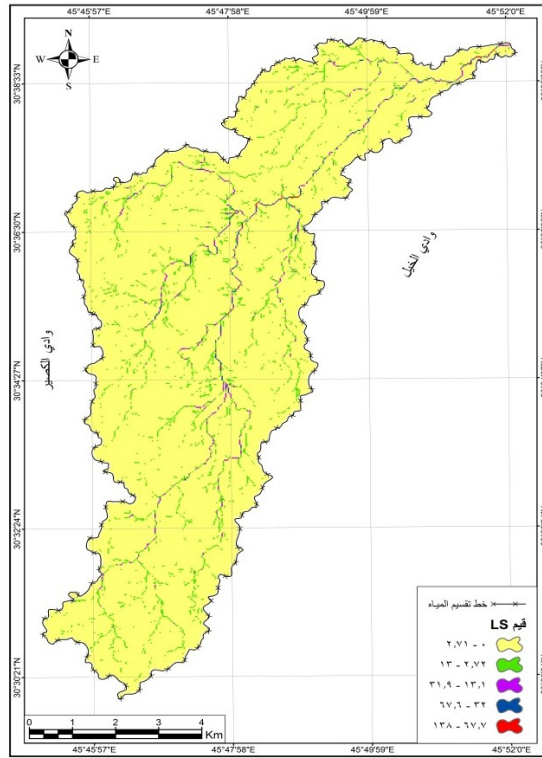 45°45'57"E 45°47'58"E 45°49'59"E 45°52'0"E
N
W E
S
30°38'33"N
30°36'30"N
وادي الخيل
وادي الكصير
30°34'27"N
30°32'24"N
خط تقسيم المياه
قيم LS
٠ - ٢,٧١
٢,٧٢ - ١٣
١٣,١ - ٣١,٩
٣٢ - ٦٧,٦
٦٧,٧ - ١٣٨
30°30'21"N
0 1 2 3 4
Km
45°45'57"E 45°47'58"E 45°49'59"E 45°52'0"E